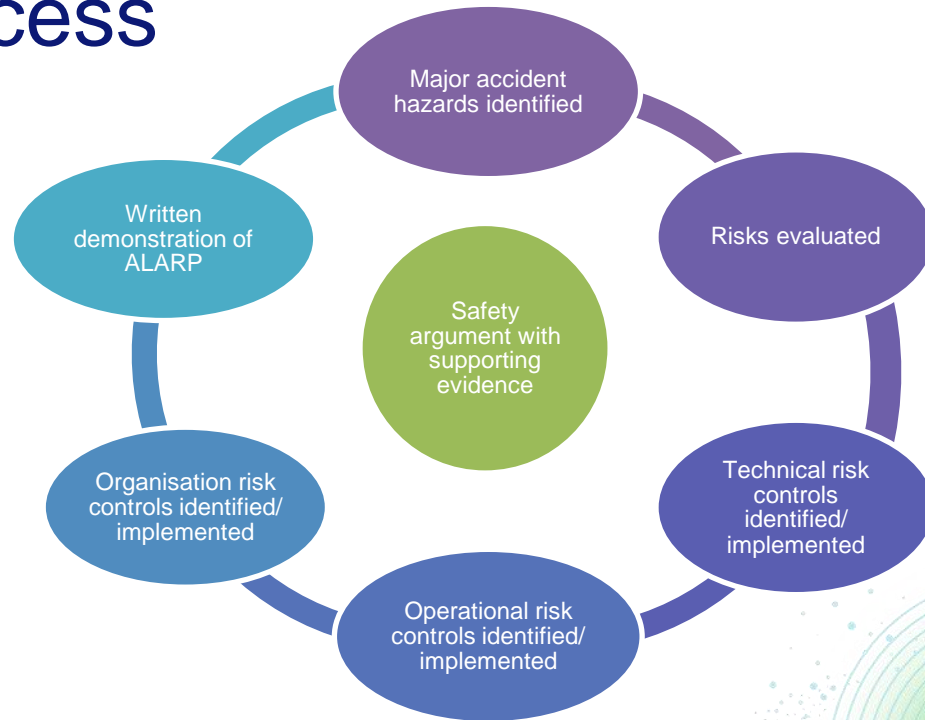 cess
Major accident
hazards identified
Risks evaluated
Technical risk
controls
identified/
implemented
Operational risk
controls identified/
implemented
Organisation risk
controls identified/
implemented
Written
demonstration of
ALARP
Safety
argument with
supporting
evidence